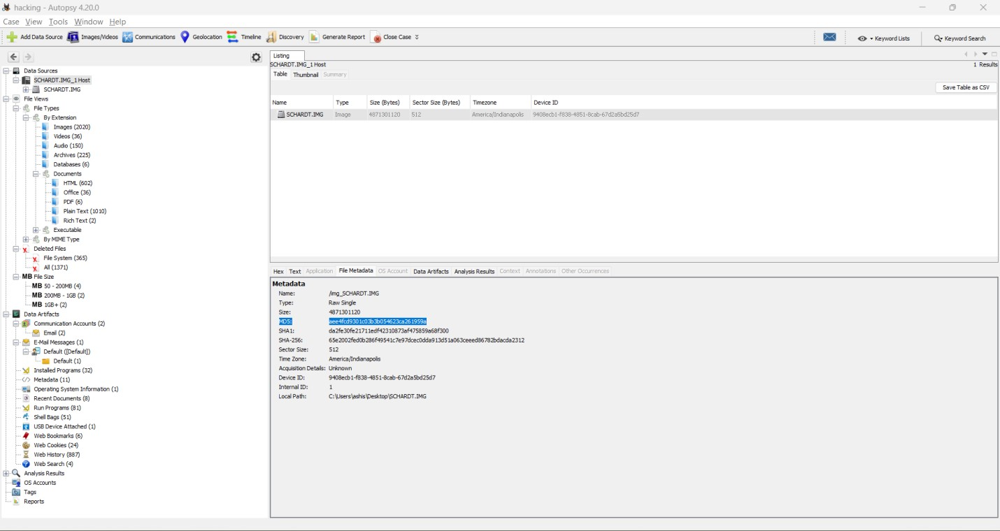 hacking - Autopsy 4.20.0
Case View Tools Window Help
Add Data Source Images/Videos Communications Geolocation Timeline Discovery Generate Report Close Case Keyword Lists Keyword Search
Data Sources
SCHARDT.IMG_1 Host
SCHARDT.IMG
File Views
File Types
By Extension
Images (2020)
Videos (36)
Audio (150)
Archives (225)
Databases (6)
Documents
HTML (602)
Office (36)
PDF (6)
Plain Text (1010)
Rich Text (2)
Executable
By MIME Type
Deleted Files
File System (365)
All (1371)
MB File Size
MB 50 - 200MB (4)
MB 200MB - 1GB (2)
MB 1GB+ (2)
Data Artifacts
Communication Accounts (2)
Email (2)
E-Mail Messages (1)
Default ([Default])
Default (1)
Installed Programs (32)
Metadata (11)
Operating System Information (1)
Recent Documents (8)
Run Programs (81)
Shell Bags (51)
USB Device Attached (1)
Web Bookmarks (6)
Web Cookies (24)
Web History (887)
Web Search (4)
Analysis Results
OS Accounts
Tags
Reports
Listing
SCHARDT.IMG_1 Host 1 Results
Table Thumbnail Summary
Save Table as CSV
Name Type Size (Bytes) Sector Size (Bytes) Timezone Device ID
SCHARDT.IMG Image 4871301120 512 America/Indianapolis 9408ecb1-f838-4851-8cab-67d2a5bd25d7
Hex Text Application File Metadata OS Account Data Artifacts Analysis Results Context Annotations Other Occurrences
Metadata
Name: /img_SCHARDT.IMG
Type: Raw Single
Size: 4871301120
MD5: aee4fcd9301c03b3b054623ca261959a
SHA1: da2fe30fe21711edf42310873af475859a68f300
SHA-256: 65e2002fed0b286f49541c7e97dcec0dda913d51a063ceeed86782bdacda2312
Sector Size: 512
Time Zone: America/Indianapolis
Acquisition Details: Unknown
Device ID: 9408ecb1-f838-4851-8cab-67d2a5bd25d7
Internal ID: 1
Local Path: C:\Users\ashis\Desktop\SCHARDT.IMG